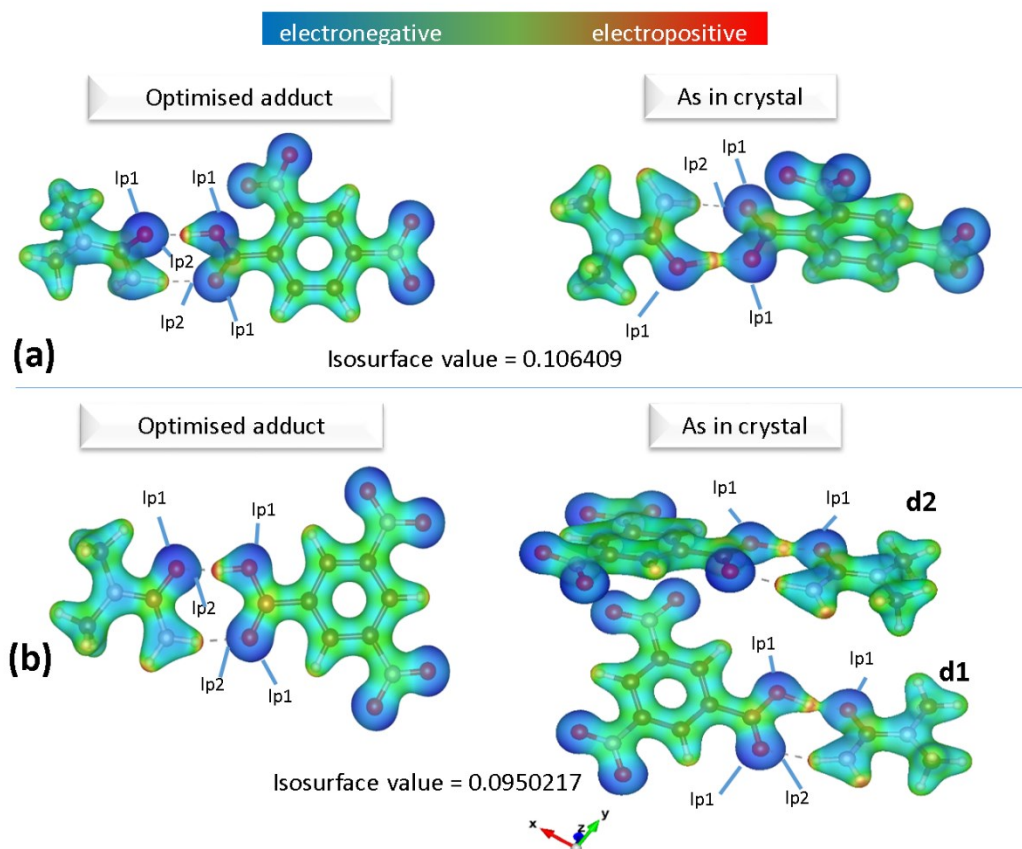 electronegative electropositive
Optimised adduct As in crystal
lp1 lp1 lp1
lp2
lp2
lp2 lp1 lp1 lp1
(a)
Isosurface value = 0.106409
Optimised adduct As in crystal
lp1 lp1 lp1 lp1 d2
lp2
(b)
lp2 lp1
lp1 lp1 d1
lp1 lp2
Isosurface value = 0.0950217
x z y